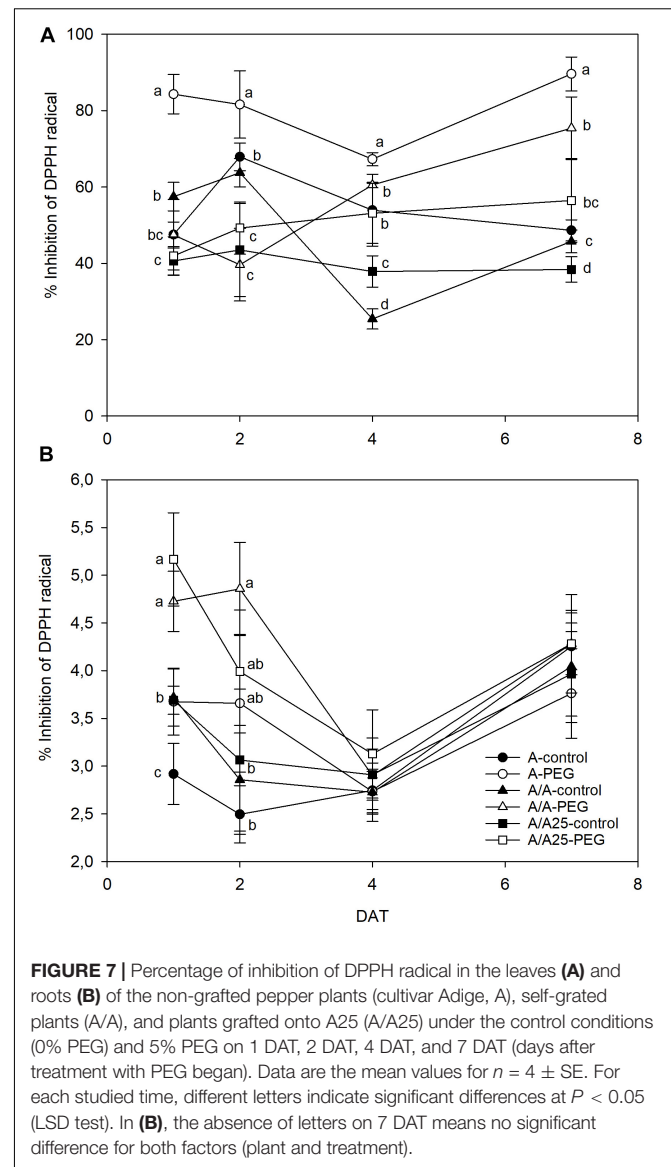 A
100
80
60
40
20
0
% Inhibition of DPPH radical
a
a
a
a
b
b
b
b
bc
c
c
c
b
c
d
bc
c
d
0 2 4 6 8
B
6,0
5,5
5,0
4,5
4,0
3,5
3,0
2,5
2,0
% Inhibition of DPPH radical
a
a
a
ab
ab
b
b
c
b
A-control
A-PEG
A/A-control
A/A-PEG
A/A25-control
A/A25-PEG
0 2 4 6 8
DAT
FIGURE 7 | Percentage of inhibition of DPPH radical in the leaves (A) and
roots (B) of the non-grafted pepper plants (cultivar Adige, A), self-grated
plants (A/A), and plants grafted onto A25 (A/A25) under the control conditions
(0% PEG) and 5% PEG on 1 DAT, 2 DAT, 4 DAT, and 7 DAT (days after
treatment with PEG began). Data are the mean values for n = 4 ± SE. For
each studied time, different letters indicate significant differences at P < 0.05
(LSD test). In (B), the absence of letters on 7 DAT means no significant
difference for both factors (plant and treatment).